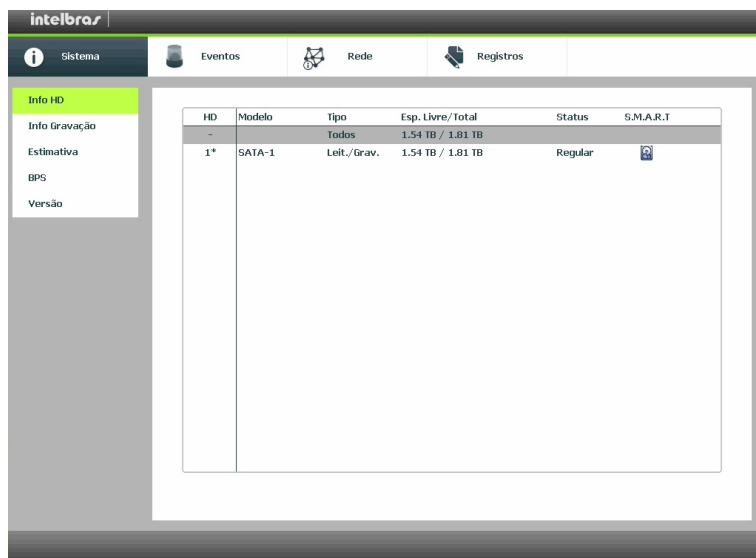 intelbras
Sistema Eventos Rede Registros
Info HD
Info Gravação
Estimativa
BPS
Versão
HD Modelo Tipo Esp. Livre/Total Status S.M.A.R.T
- Todos 1.54 TB / 1.81 TB
1* SATA-1 Leit./Grav. 1.54 TB / 1.81 TB Regular